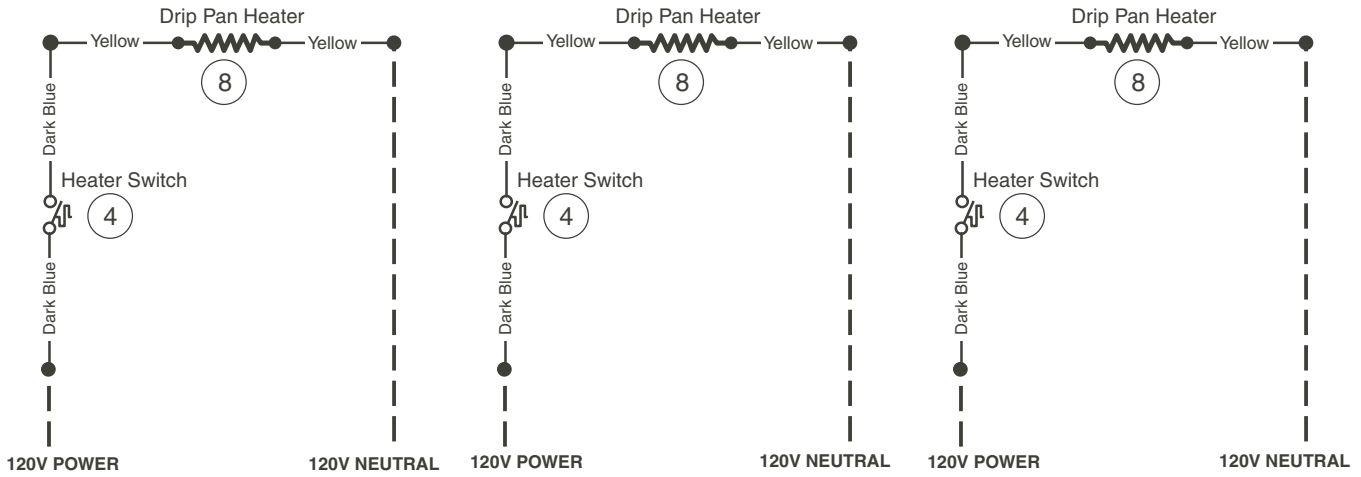 Drip Pan Heater
Yellow
Yellow
8
Dark Blue
Heater Switch
4
Dark Blue
120V POWER
120V NEUTRAL
Drip Pan Heater
Yellow
Yellow
8
Dark Blue
Heater Switch
4
Dark Blue
120V POWER
120V NEUTRAL
Drip Pan Heater
Yellow
Yellow
8
Dark Blue
Heater Switch
4
Dark Blue
120V POWER
120V NEUTRAL